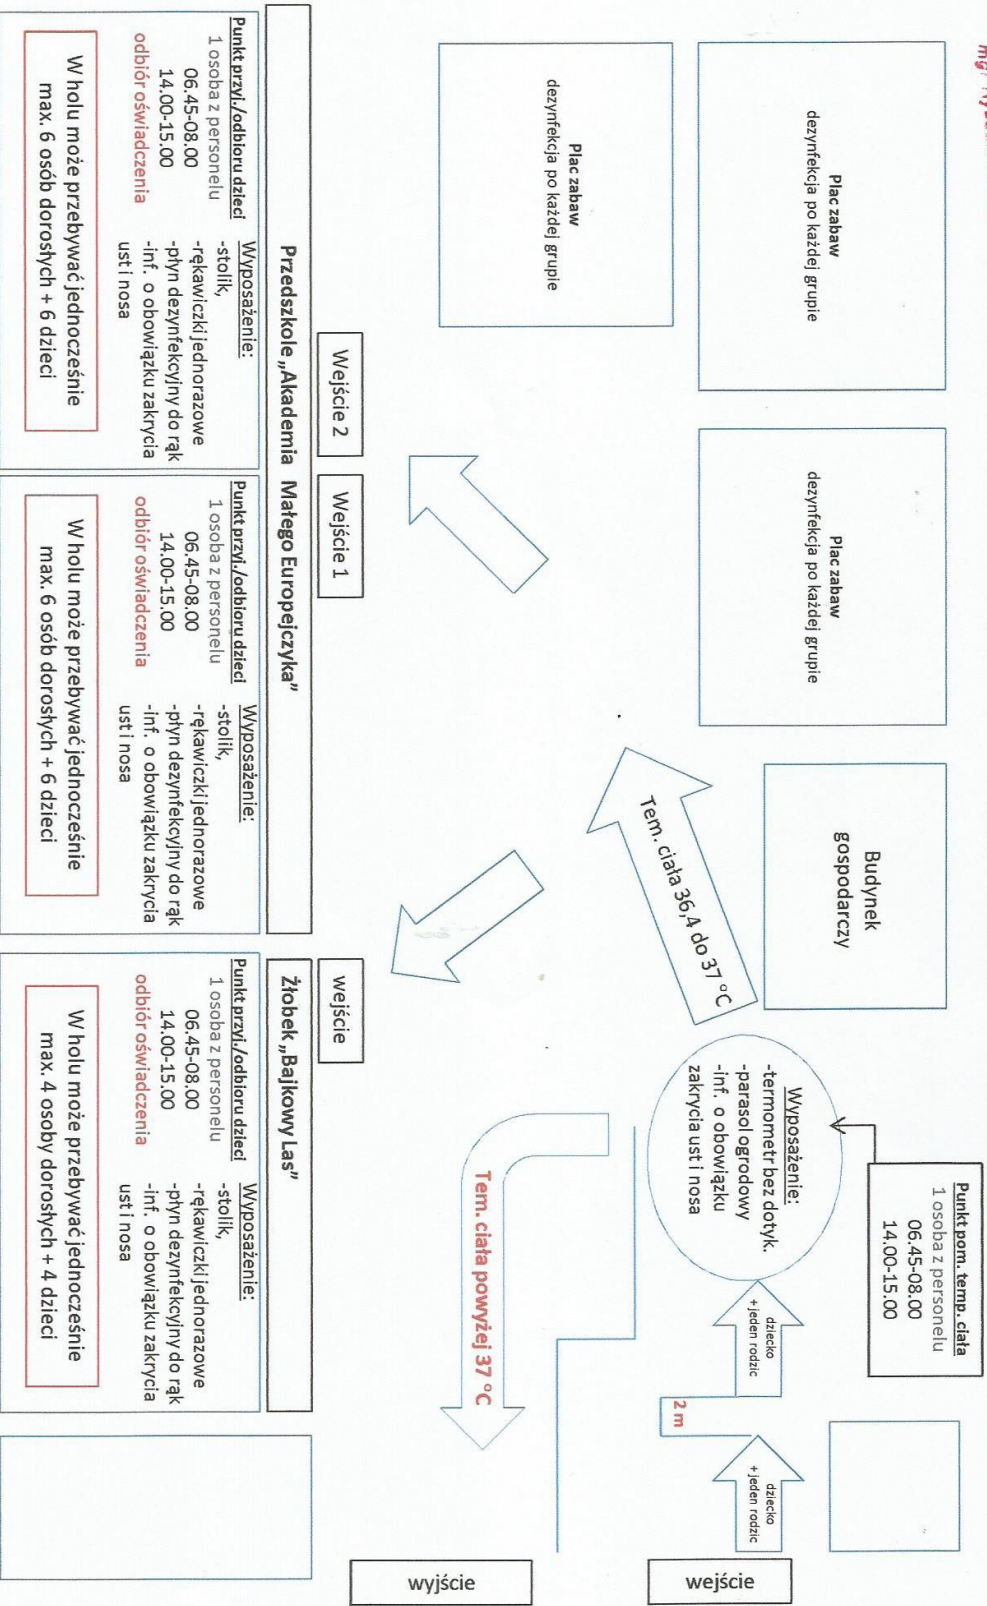 mgr
Punkt pom. temp. ciała
1 osoba z personelu
06.45-08.00
14.00-15.00
Plac zabaw
dezynfekcja po każdej grupie
Plac zabaw
dezynfekcja po każdej grupie
Budynek
gospodarczy
Wyposażenie:
-termometr bez dotyk.
-parasol ogrodowy
-inf. o obowiązku
zakrycia ust i nosa
dziecko
+ jeden rodzic
2 m
dziecko
+ jeden rodzic
wejście
Tem. ciała 36,4 do 37 °C
Plac zabaw
dezynfekcja po każdej grupie
Tem. ciała powyżej 37 °C
wyjście
Wejście 2
Wejście 1
wejście
Przedszkole „Akademia Małego Europejczyka”
Żłobek „Bajkowy Las”
Punkt przyj./odbioru dzieci
1 osoba z personelu
06.45-08.00
14.00-15.00
odbiór oświadczenia
Wyposażenie:
-stolik,
-rękawiczki jednorazowe
-płyn dezynfekcyjny do rąk
-inf. o obowiązku zakrycia
ust i nosa
W holu może przebywać jednocześnie
max. 6 osób dorosłych + 6 dzieci
Punkt przyj./odbioru dzieci
1 osoba z personelu
06.45-08.00
14.00-15.00
odbiór oświadczenia
Wyposażenie:
-stolik,
-rękawiczki jednorazowe
-płyn dezynfekcyjny do rąk
-inf. o obowiązku zakrycia
ust i nosa
W holu może przebywać jednocześnie
max. 6 osób dorosłych + 6 dzieci
Punkt przyj./odbioru dzieci
1 osoba z personelu
06.45-08.00
14.00-15.00
odbiór oświadczenia
Wyposażenie:
-stolik,
-rękawiczki jednorazowe
-płyn dezynfekcyjny do rąk
-inf. o obowiązku zakrycia
ust i nosa
W holu może przebywać jednocześnie
max. 4 osoby dorosłych + 4 dzieci